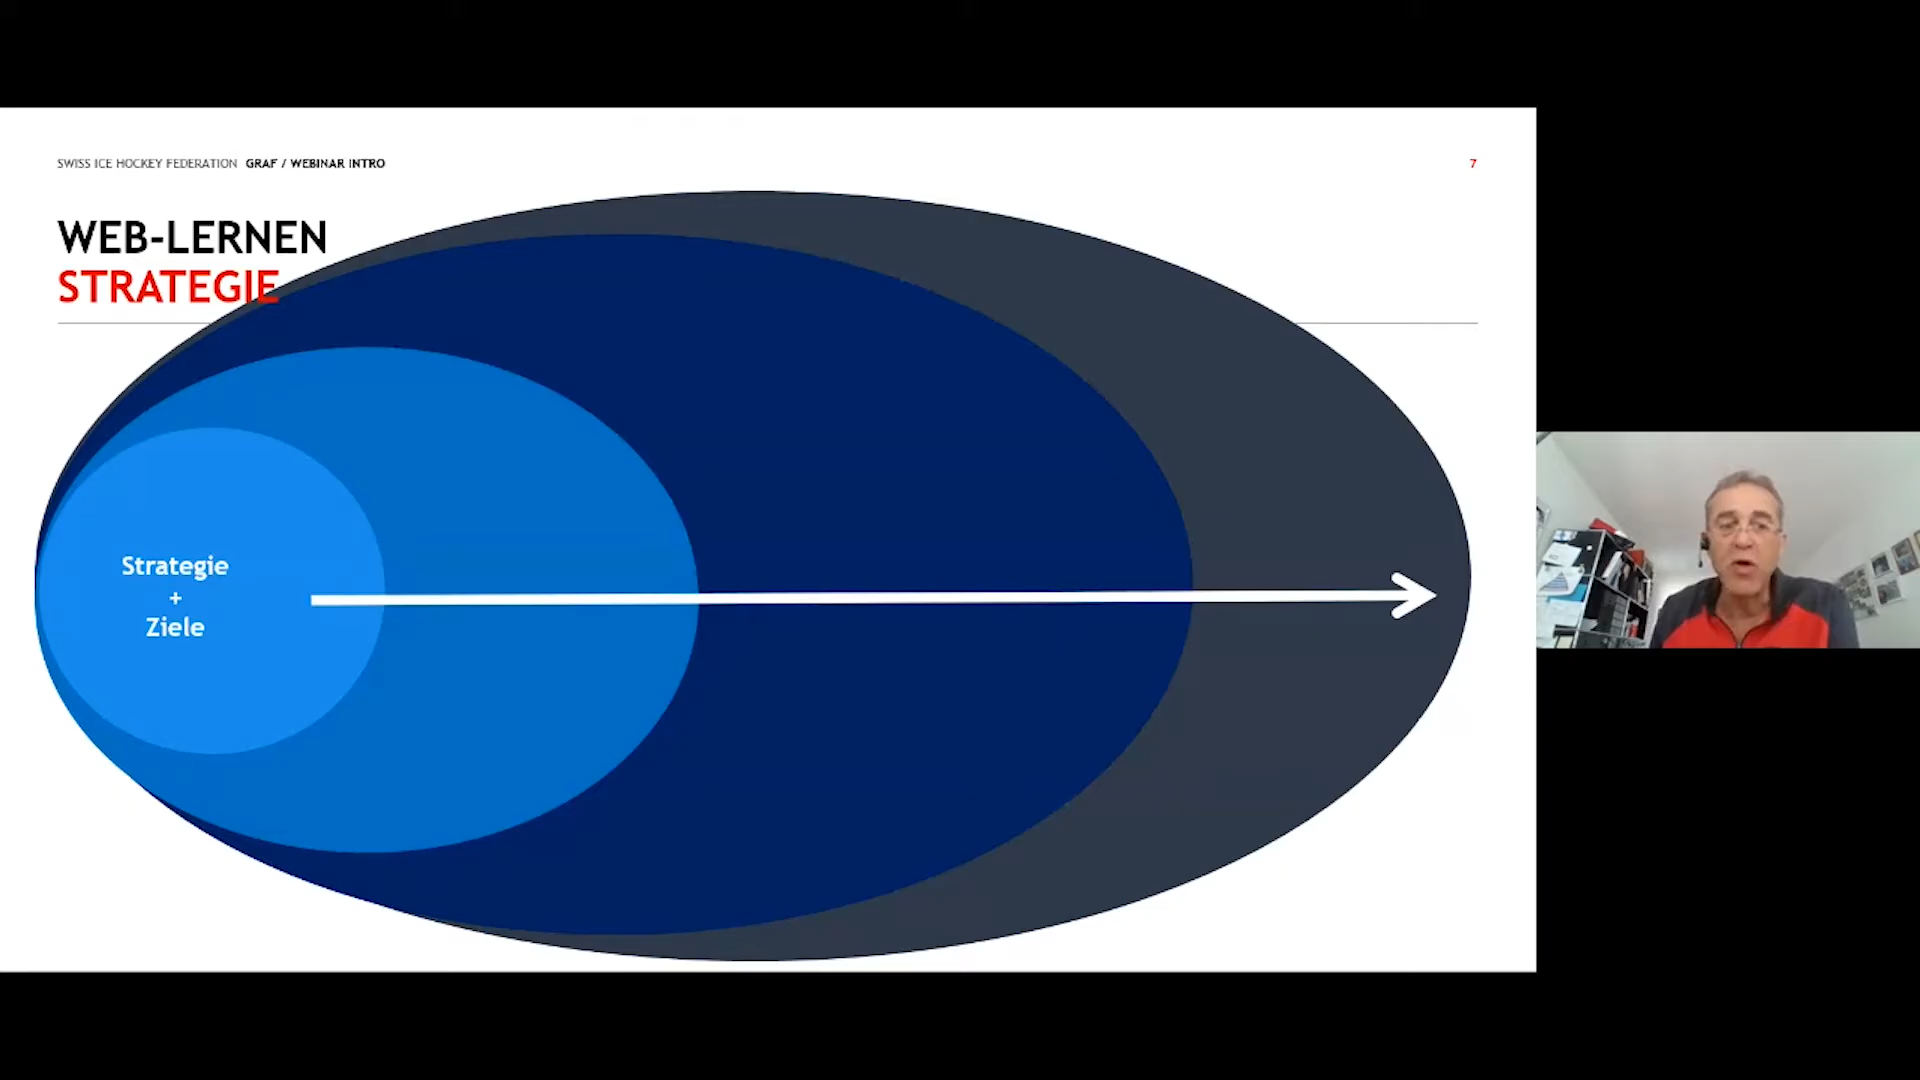 SWISS ICE HOCKEY FEDERATION GRAF / WEBINAR INTRO
7
WEB-LERNEN
STRATEGIE
Strategie
+
Ziele